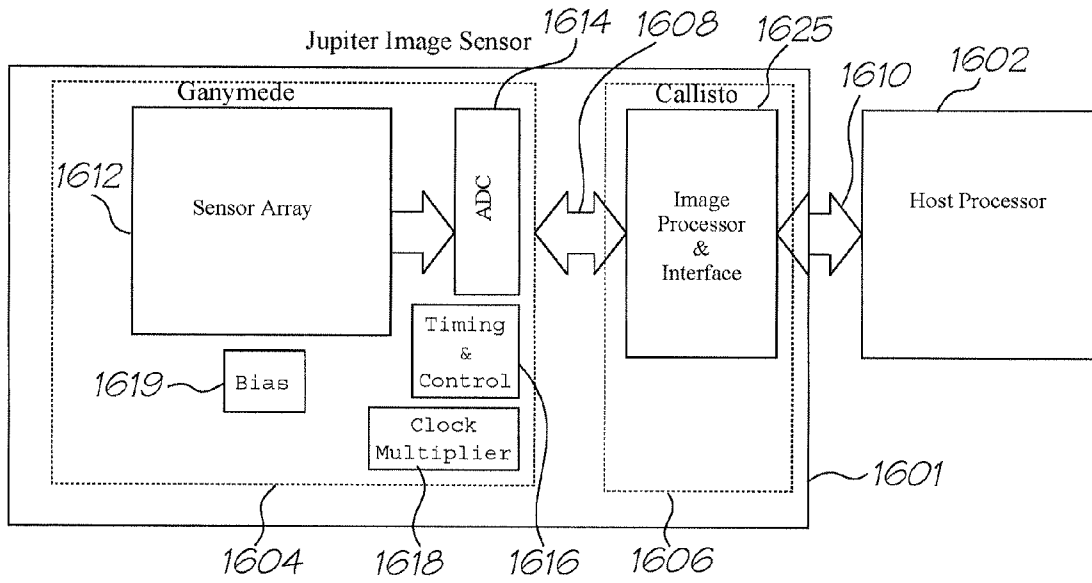 1614
1608
1625
1610
1602
Jupiter Image Sensor
Ganymede
Callisto
1612
Sensor Array
ADC
Image
Processor
&
Interface
Host Processor
Timing
&
Control
1619
Bias
Clock
Multiplier
1601
1604
1618
1616
1606